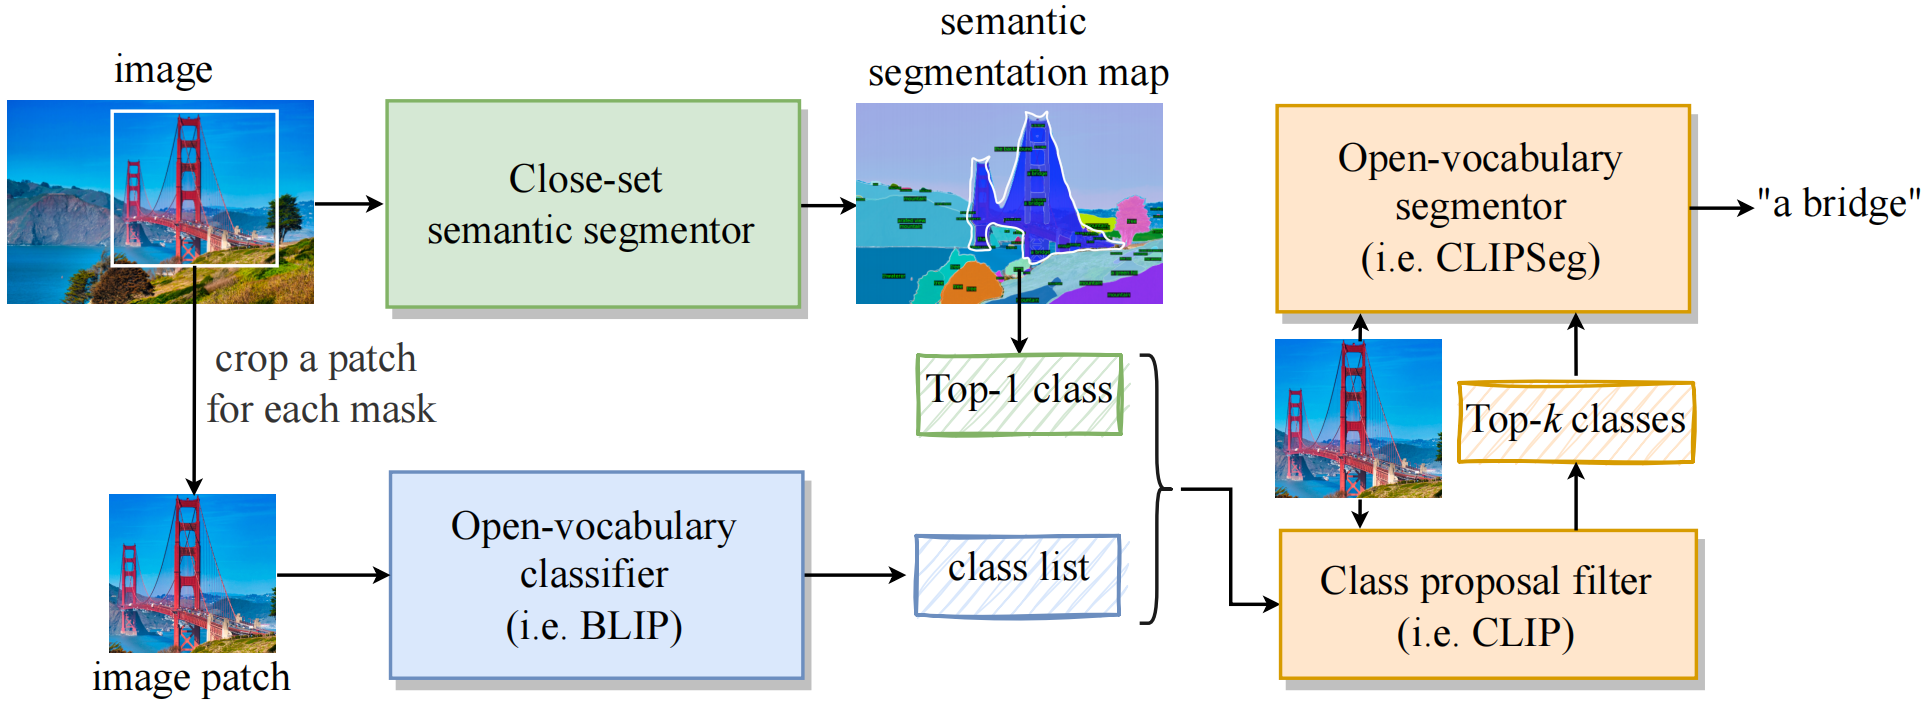 image
Close-set
semantic segmentor
semantic
segmentation map
Open-vocabulary
segmentor
(i.e. CLIPSeg)
"a bridge"
crop a patch
for each mask
Top-1 class
Top-k classes
image patch
Open-vocabulary
classifier
(i.e. BLIP)
class list
Class proposal filter
(i.e. CLIP)